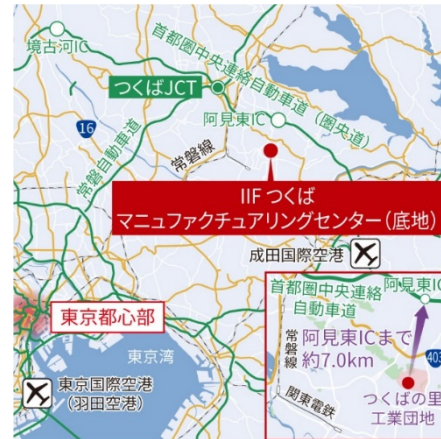 境古河IC
首都圏中央連絡自動車道（圏央道）
つくばJCT
阿見東IC
16
常磐線
常磐自動車道
IIF つくば
マニュファクチュアリングセンター（底地）
成田国際空港
首都圏中央連絡
自動車道
阿見東IC
東京都心部
阿見東ICまで
約7.0km
常磐線
403
東京湾
関東電鉄
つくばの里
工業団地
東京国際空港
（羽田空港）